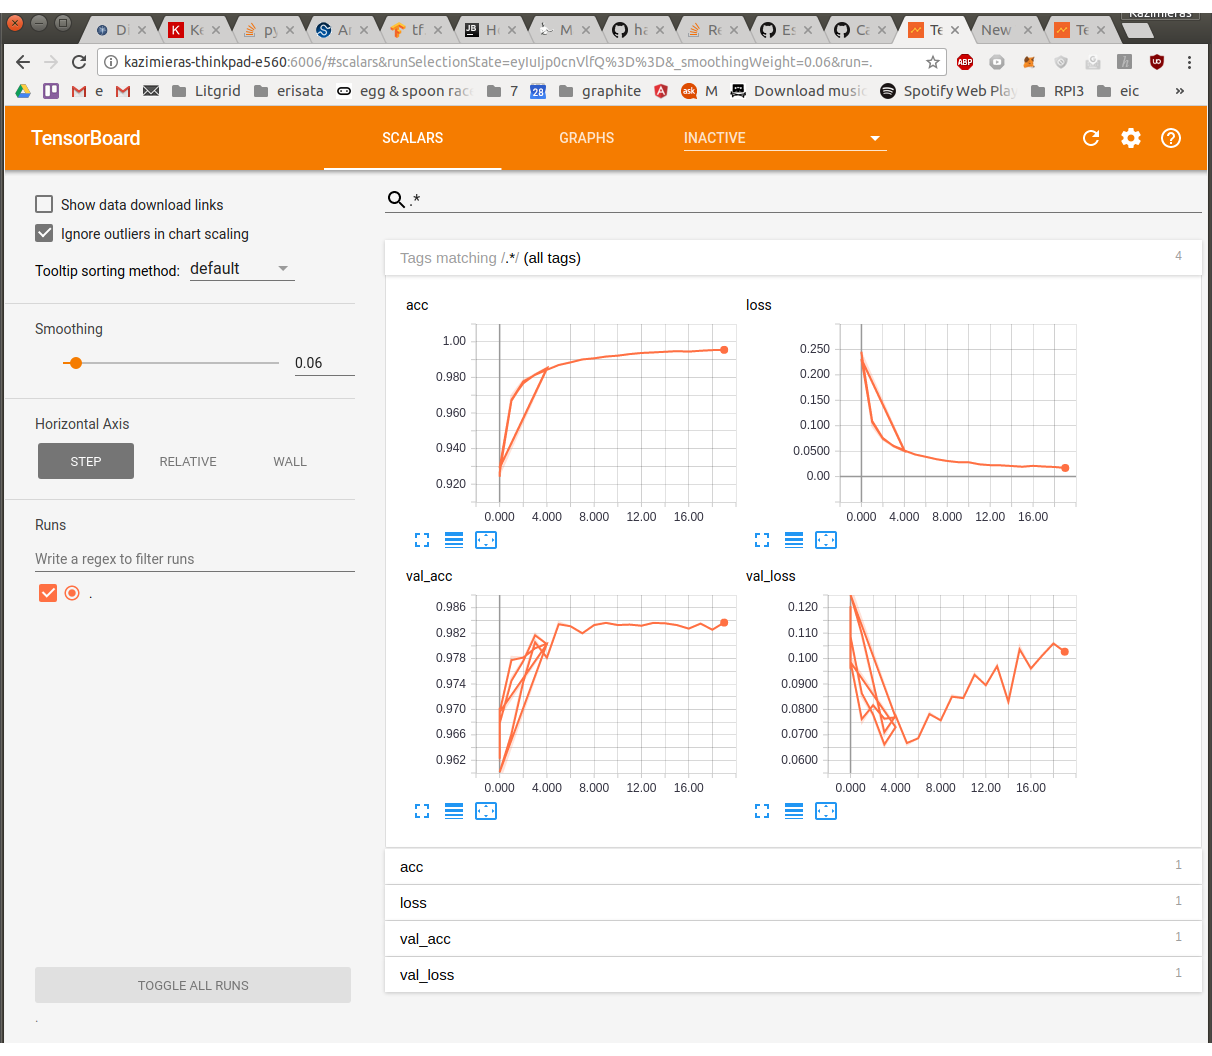 Kazimieras
Di
Ke
py
Ar
tf.
He
M
ha
Re
Es
Ca
Te
New
Te
kazimieras-thinkpad-e560:6006/#scalars&runSelectionState=eyIuIjp0cnVlfQ%3D%3D&_smoothingWeight=0.06&run=.
e
Litgrid
erisata
egg & spoon race
7
28
graphite
M
Download music
Spotify Web Play
RPI3
eic
»
TensorBoard
SCALARS
GRAPHS
INACTIVE
Show data download links
Ignore outliers in chart scaling
Tooltip sorting method: default
Smoothing
0.06
Horizontal Axis
STEP RELATIVE WALL
Runs
Write a regex to filter runs
.
TOGGLE ALL RUNS
.
.*
Tags matching /.*/ (all tags) 4
acc
1.00
0.980
0.960
0.940
0.920
0.000 4.000 8.000 12.00 16.00
loss
0.250
0.200
0.150
0.100
0.0500
0.00
0.000 4.000 8.000 12.00 16.00
val_acc
0.986
0.982
0.978
0.974
0.970
0.966
0.962
0.000 4.000 8.000 12.00 16.00
val_loss
0.120
0.110
0.100
0.0900
0.0800
0.0700
0.0600
0.000 4.000 8.000 12.00 16.00
acc 1
loss 1
val_acc 1
val_loss 1